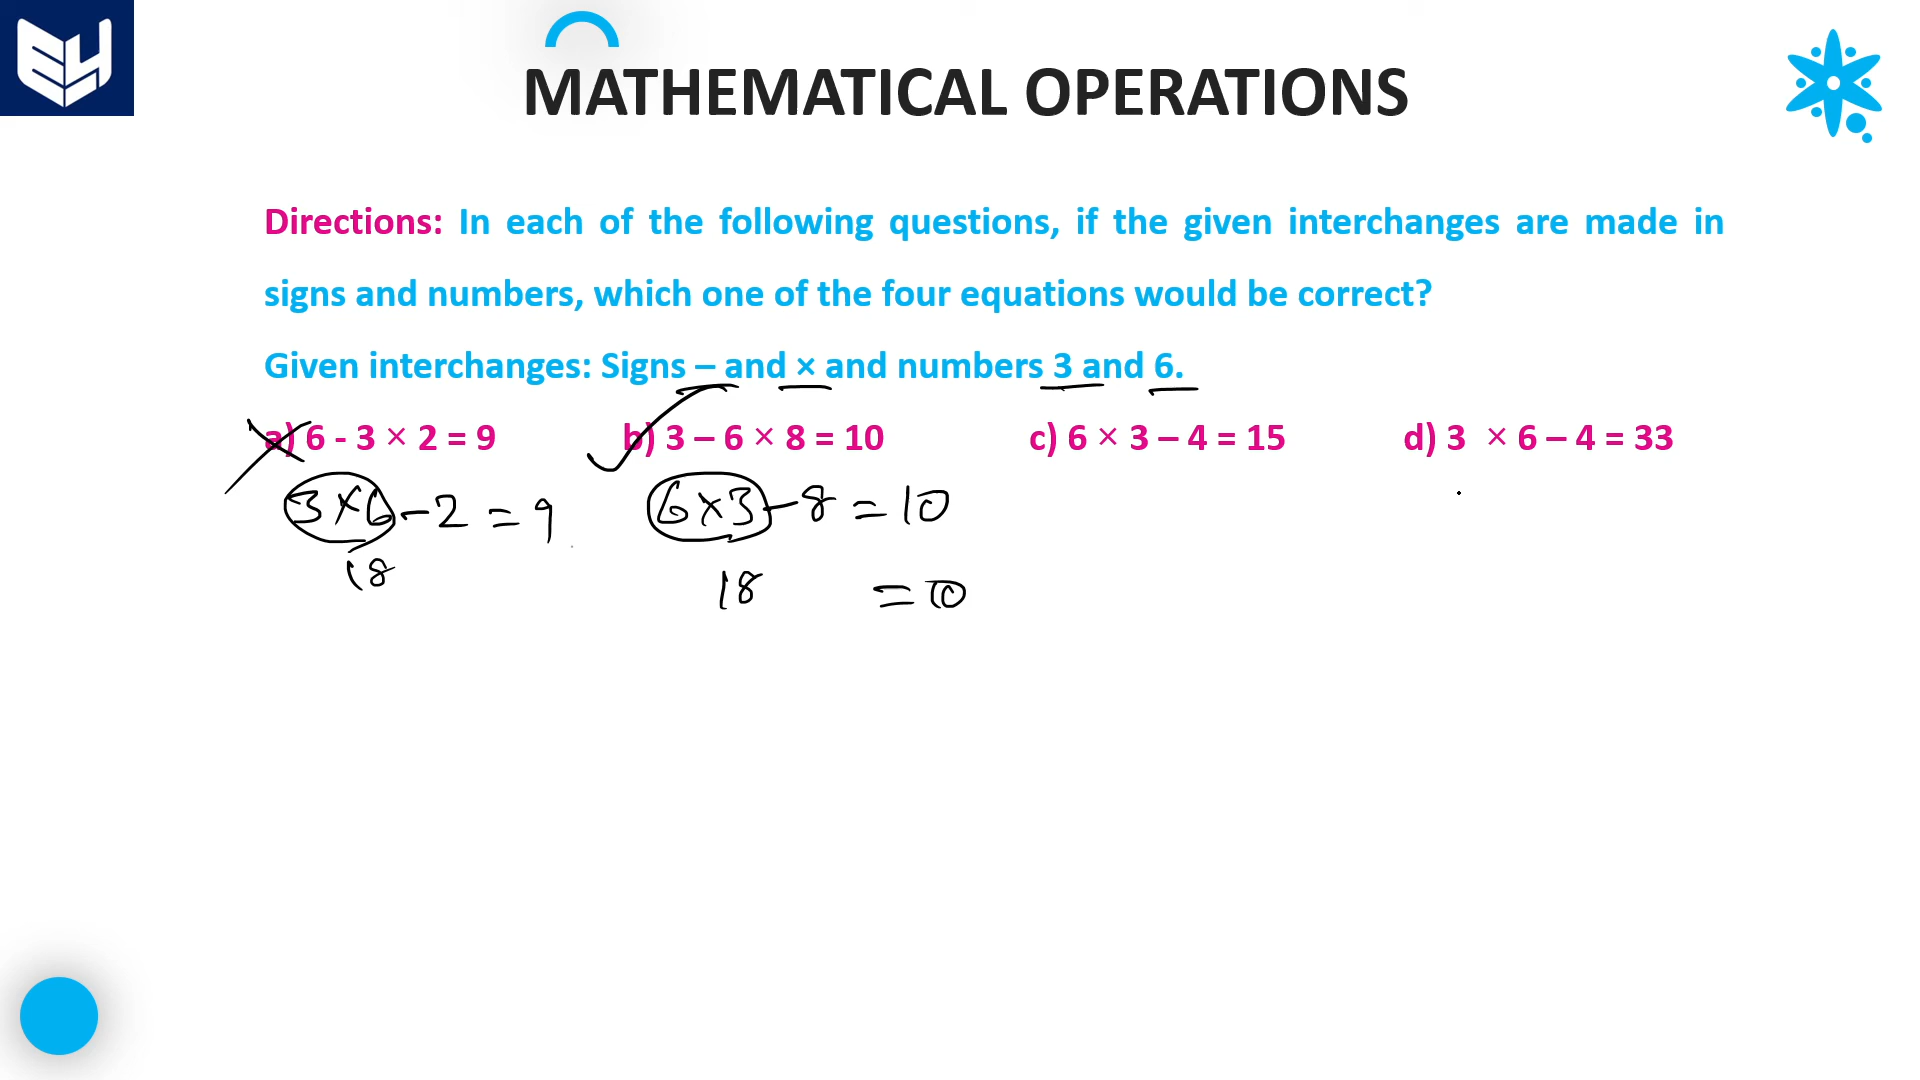 MATHEMATICAL OPERATIONS
Directions: In each of the following questions, if the given interchanges are made in
signs and numbers, which one of the four equations would be correct?
Given interchanges: Signs – and × and numbers 3 and 6.
a) 6 - 3 × 2 = 9 b) 3 – 6 × 8 = 10 c) 6 × 3 – 4 = 15 d) 3 × 6 – 4 = 33
3 × 6 - 2 = 9 6 × 3 - 8 = 10
18
18 = 10